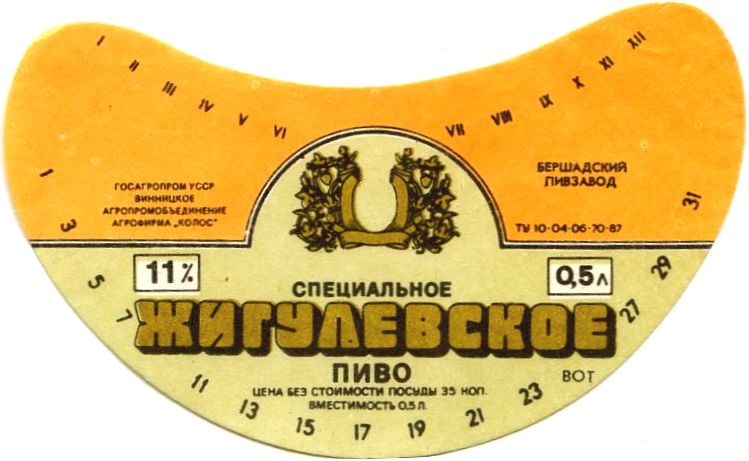 I II III IV V VI VII VIII IX X XI XII
ГОСАГРОПРОМ УССР
ВИННИЦКОЕ
АГРОПРОМОБЪЕДИНЕНИЕ
АГРОФИРМА „КОЛОС"
БЕРШАДСКИЙ
ПИВЗАВОД
ТУ 10-04-06-70-87
11%
0,5л
СПЕЦИАЛЬНОЕ
ЖИГУЛЕВСКОЕ
ПИВО
ЦЕНА БЕЗ СТОИМОСТИ ПОСУДЫ 35 КОП.
ВМЕСТИМОСТЬ 0,5 Л.
ВОТ
1 3 5 7 11 13 15 17 19 21 23 27 29 31